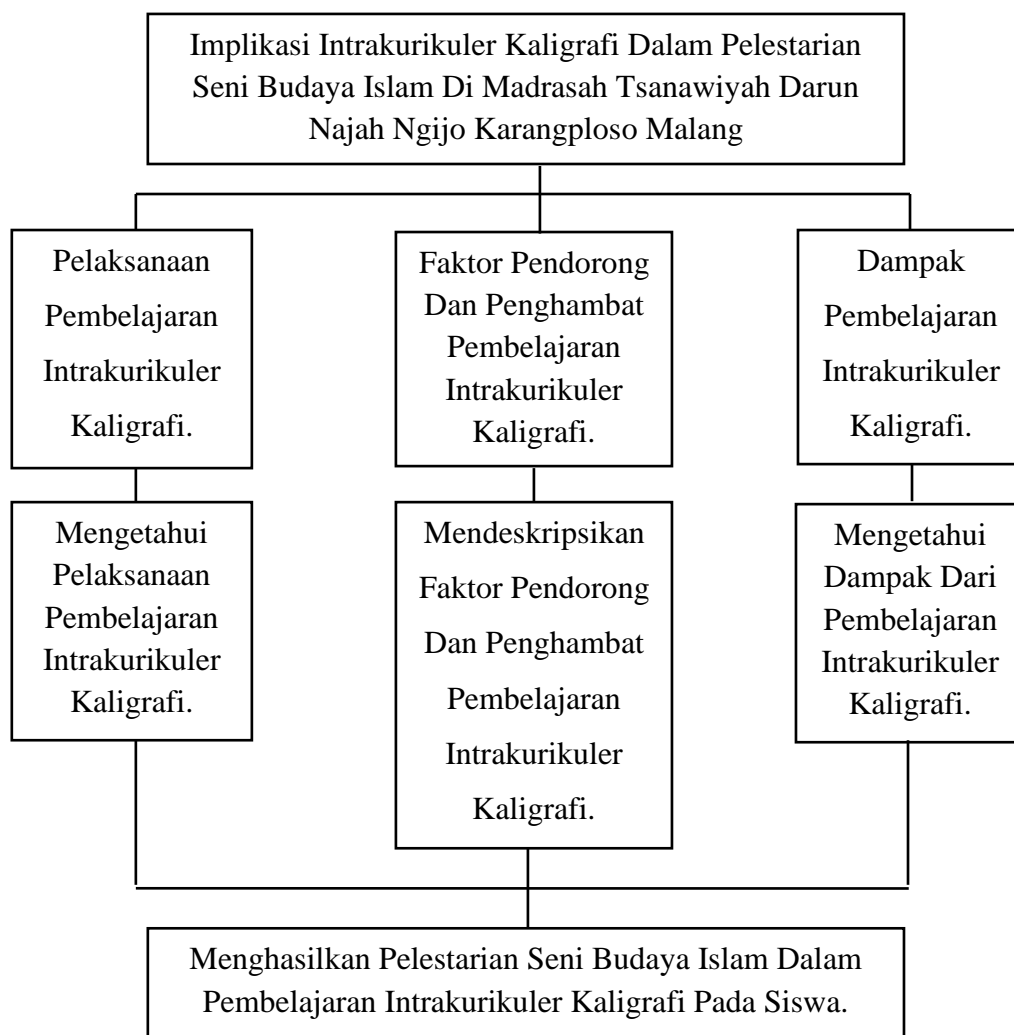 Implikasi Intrakurikuler Kaligrafi Dalam Pelestarian
Seni Budaya Islam Di Madrasah Tsanawiyah Darun
Najah Ngijo Karangploso Malang
Pelaksanaan
Pembelajaran
Intrakurikuler
Kaligrafi.
Faktor Pendorong
Dan Penghambat
Pembelajaran
Intrakurikuler
Kaligrafi.
Dampak
Pembelajaran
Intrakurikuler
Kaligrafi.
Mengetahui
Pelaksanaan
Pembelajaran
Intrakurikuler
Kaligrafi.
Mendeskripsikan
Faktor Pendorong
Dan Penghambat
Pembelajaran
Intrakurikuler
Kaligrafi.
Mengetahui
Dampak Dari
Pembelajaran
Intrakurikuler
Kaligrafi.
Menghasilkan Pelestarian Seni Budaya Islam Dalam
Pembelajaran Intrakurikuler Kaligrafi Pada Siswa.